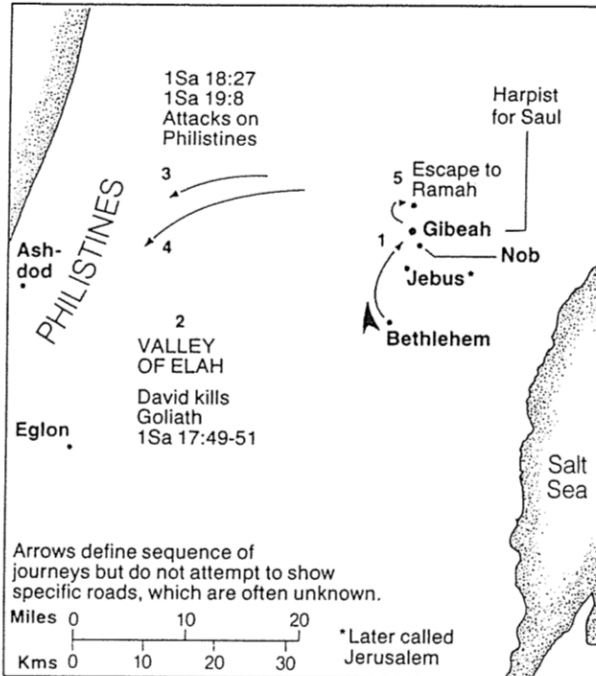 1Sa 18:27
1Sa 19:8
Attacks on
Philistines
3
4
PHILISTINES
Ash-
dod
2
VALLEY
OF ELAH
David kills
Goliath
1Sa 17:49-51
Eglon
Harpist
for Saul
5 Escape to
Ramah
Gibeah
1
Nob
Jebus*
Bethlehem
Salt
Sea
Arrows define sequence of
journeys but do not attempt to show
specific roads, which are often unknown.
Miles 0 10 20
Kms 0 10 20 30
*Later called
Jerusalem